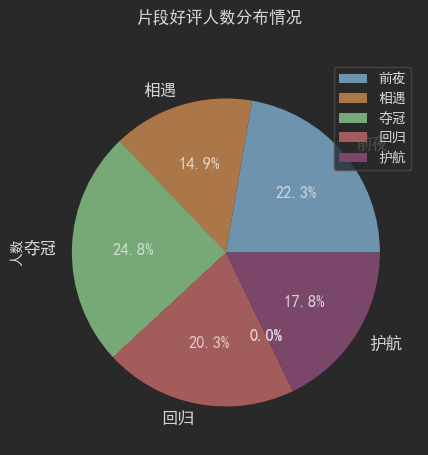 片段好评人数分布情况
前夜
相遇
夺冠
回归
护航
前夜
相遇
夺冠
回归
护航
人数
22.3%
14.9%
24.8%
20.3%
0.0%
17.8%